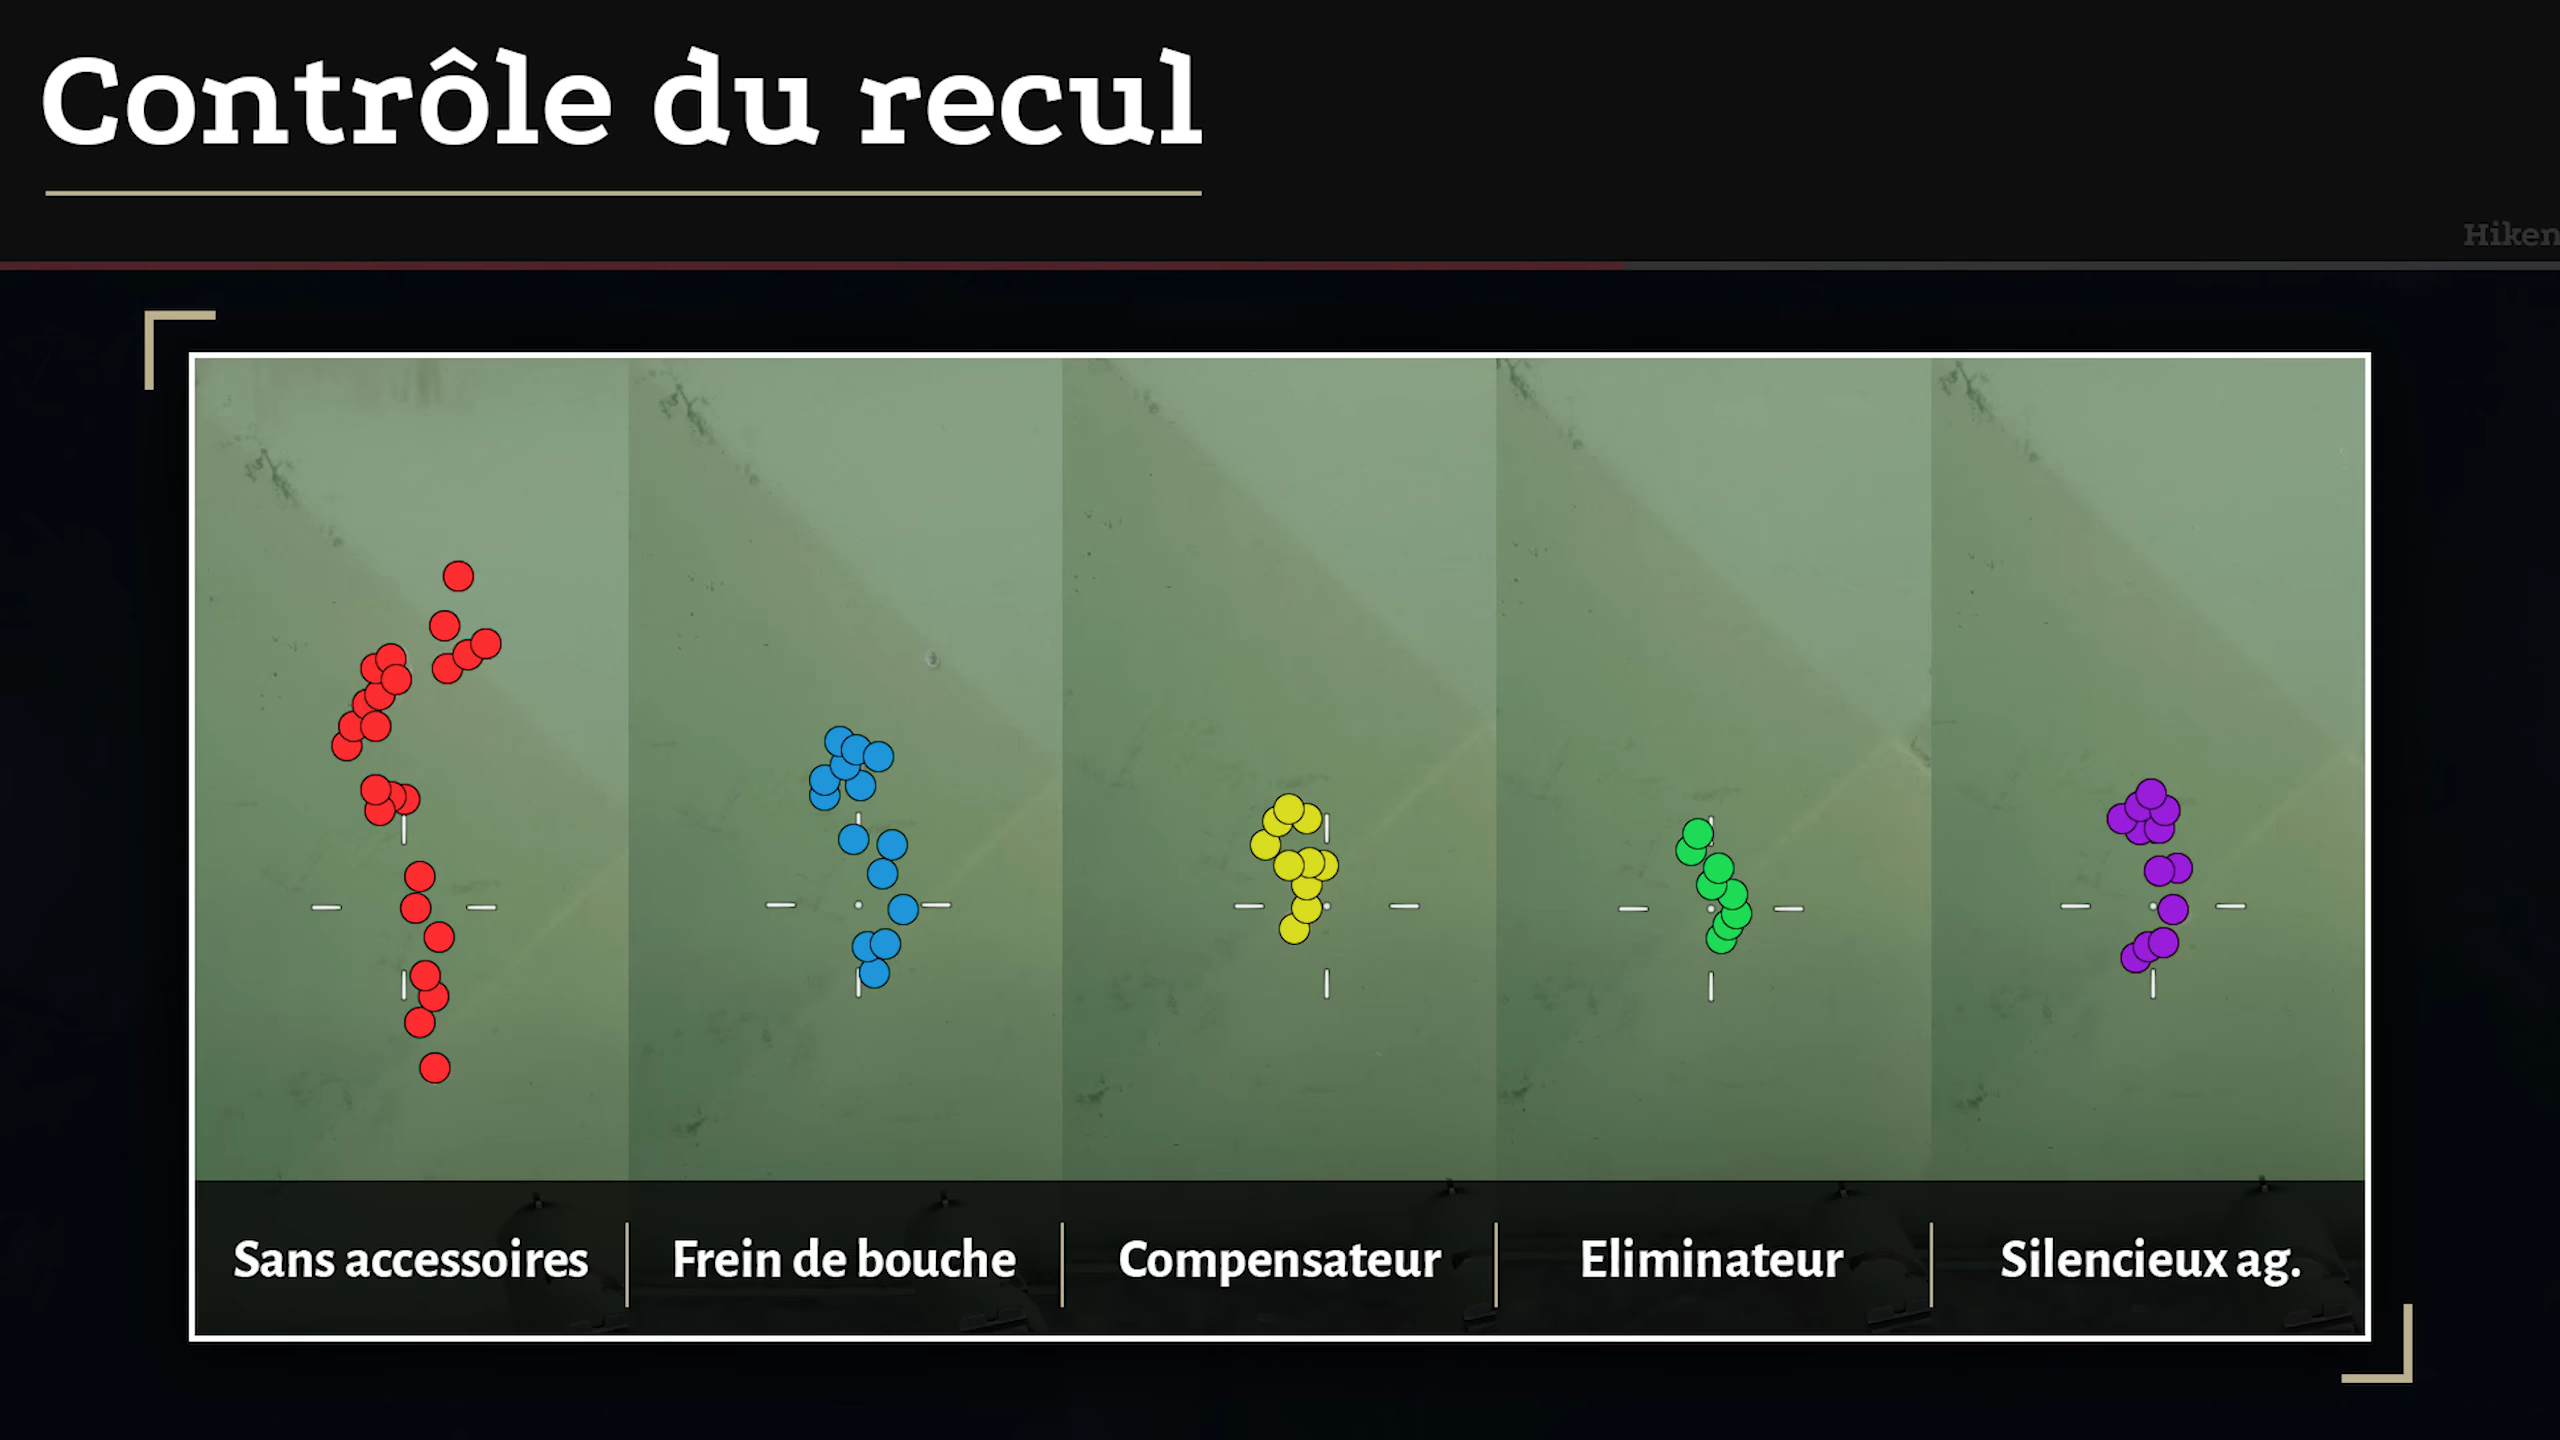 Contrôle du recul
Hiken
Sans accessoires
Frein de bouche
Compensateur
Eliminateur
Silencieux ag.